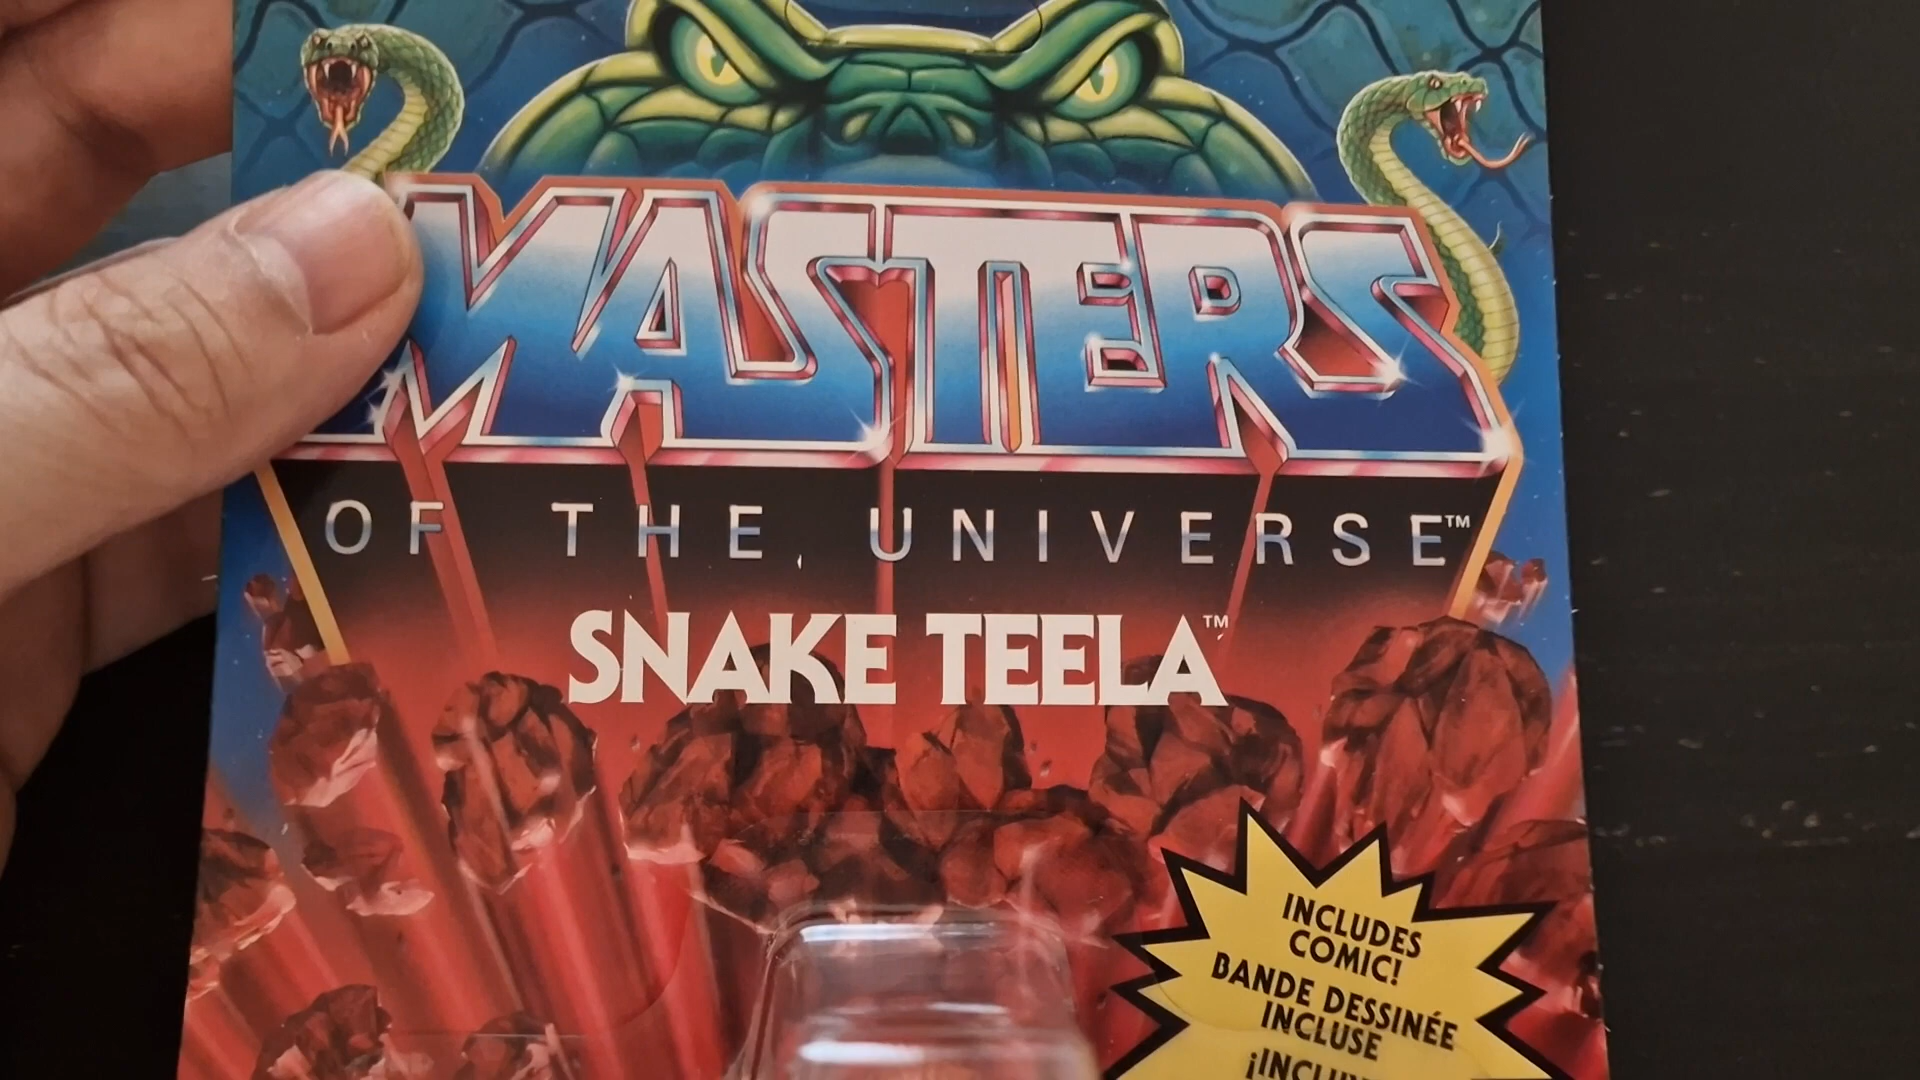 MASTERS
OF THE UNIVERSE™
SNAKE TEELA™
INCLUDES
COMIC!
BANDE DESSINÉE
INCLUSE